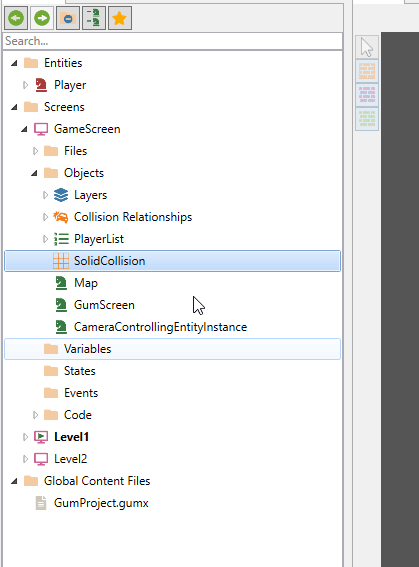 Search...
Entities
Player
Screens
GameScreen
Files
Objects
Layers
Collision Relationships
PlayerList
SolidCollision
Map
GumScreen
CameraControllingEntityInstance
Variables
States
Events
Code
Level1
Level2
Global Content Files
GumProject.gumx